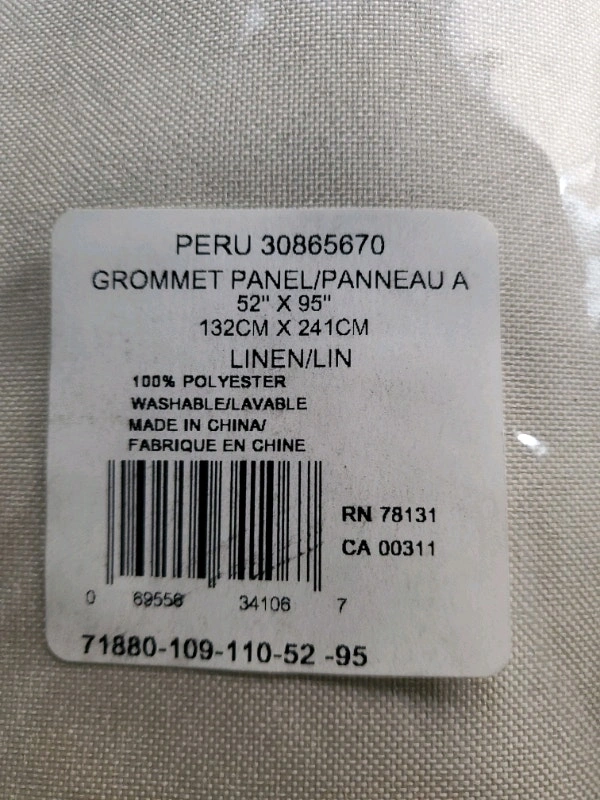 PERU 30865670
GROMMET PANEL/PANNEAU A
52" X 95"
132CM X 241CM
LINEN/LIN
100% POLYESTER
WASHABLE/LAVABLE
MADE IN CHINA/
FABRIQUE EN CHINE
RN 78131
CA 00311
0 69556 34106 7
71880-109-110-52 -95